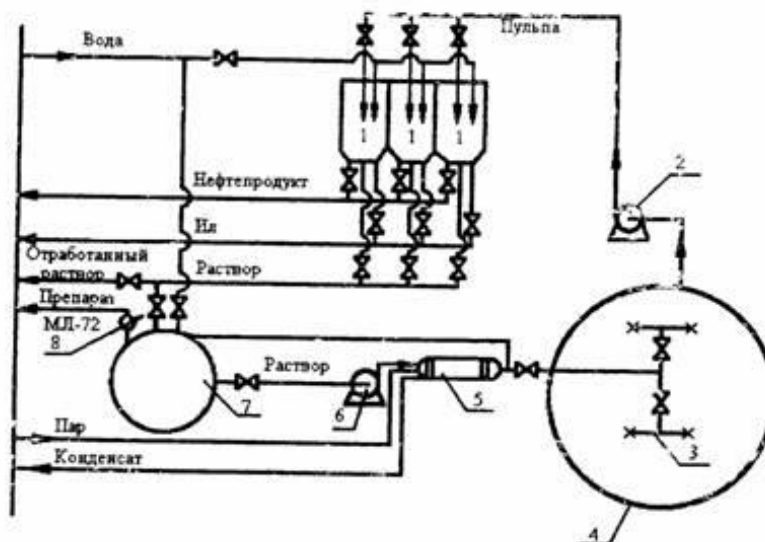 Пульпа
Вода
1 1 1
2
Нефтепродукт
Ил
Отработанный
раствор
Раствор
Препарат
МЛ-72
8
Раствор
7
6
5
3
Пар
Конденсат
4